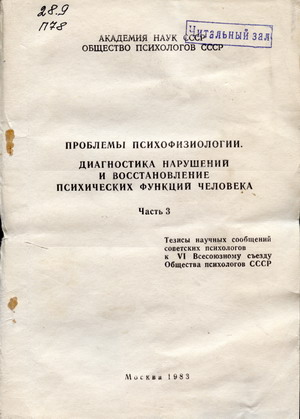 28.9
П78
Читальный зал
АКАДЕМИЯ НАУК СССР
ОБЩЕСТВО ПСИХОЛОГОВ СССР
ПРОБЛЕМЫ ПСИХОФИЗИОЛОГИИ.
ДИАГНОСТИКА НАРУШЕНИЙ
И ВОССТАНОВЛЕНИЕ
ПСИХИЧЕСКИХ ФУНКЦИЙ ЧЕЛОВЕКА
Часть 3
Тезисы научных сообщений
советских психологов
к VI Всесоюзному съезду
Общества психологов СССР
Москва 1983